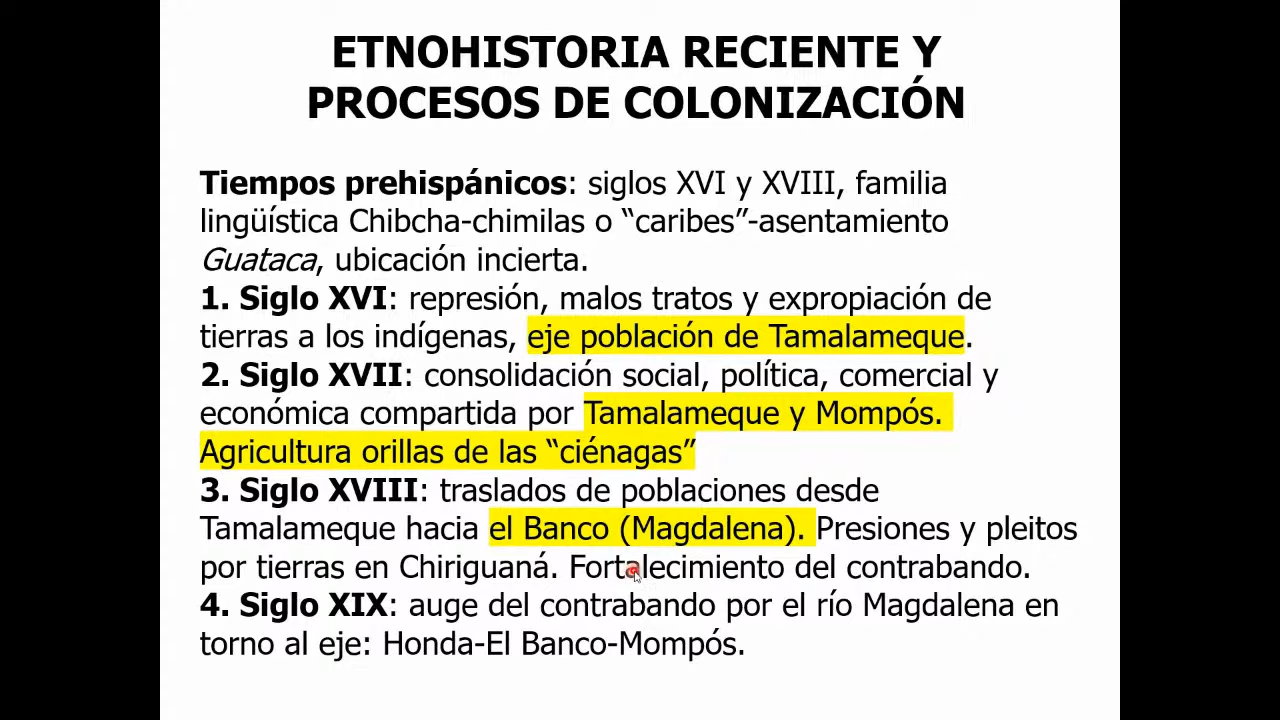 ETNOHISTORIA RECIENTE Y
PROCESOS DE COLONIZACIÓN
Tiempos prehispánicos: siglos XVI y XVIII, familia
lingüística Chibcha-chimilas o “caribes”-asentamiento
Guataca, ubicación incierta.
1. Siglo XVI: represión, malos tratos y expropiación de
tierras a los indígenas, eje población de Tamalameque.
2. Siglo XVII: consolidación social, política, comercial y
económica compartida por Tamalameque y Mompós.
Agricultura orillas de las “ciénagas”
3. Siglo XVIII: traslados de poblaciones desde
Tamalameque hacia el Banco (Magdalena). Presiones y pleitos
por tierras en Chiriguaná. Fortalecimiento del contrabando.
4. Siglo XIX: auge del contrabando por el río Magdalena en
torno al eje: Honda-El Banco-Mompós.